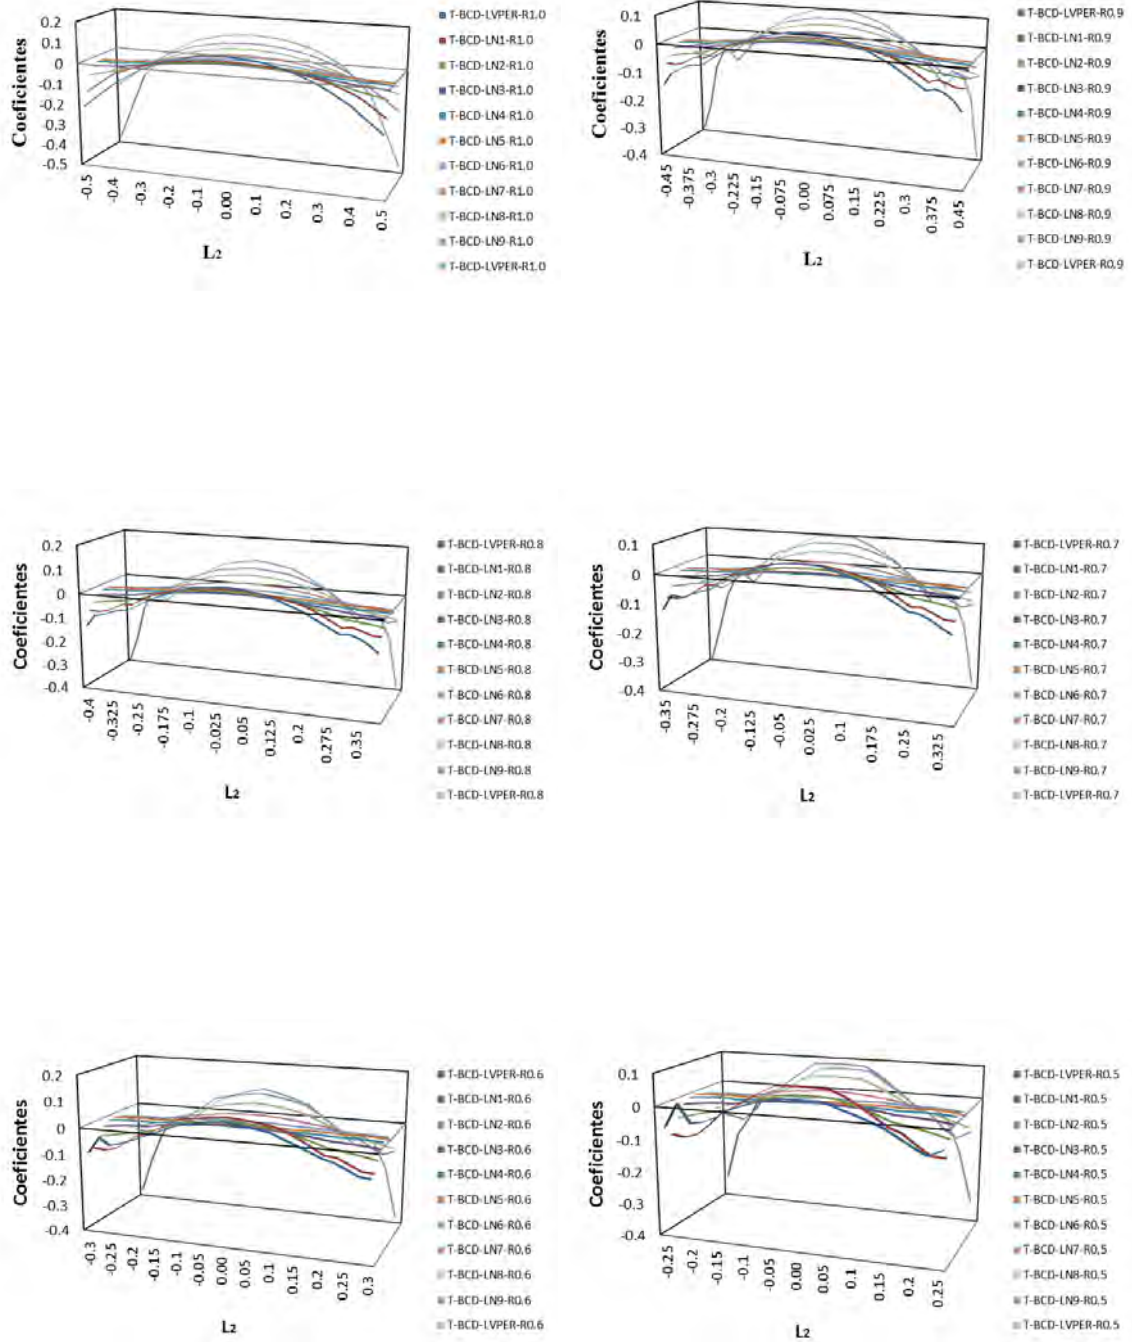 0.2
0.1
0
-0.1
-0.2
-0.3
-0.4
-0.5
Coeficientes
-0.5
-0.4
-0.3
-0.2
-0.1
0.00
0.1
0.2
0.3
0.4
0.5
L2
T-BCD-LVPER-R1.0
T-BCD-LN1-R1.0
T-BCD-LN2-R1.0
T-BCD-LN3-R1.0
T-BCD-LN4-R1.0
T-BCD-LN5-R1.0
T-BCD-LN6-R1.0
T-BCD-LN7-R1.0
T-BCD-LN8-R1.0
T-BCD-LN9-R1.0
T-BCD-LVPER-R1.0
0.1
0
-0.1
-0.2
-0.3
-0.4
Coeficientes
-0.45
-0.375
-0.3
-0.225
-0.15
-0.075
0.00
0.075
0.15
0.225
0.3
0.375
0.45
L2
T-BCD-LVPER-R0.9
T-BCD-LN1-R0.9
T-BCD-LN2-R0.9
T-BCD-LN3-R0.9
T-BCD-LN4-R0.9
T-BCD-LN5-R0.9
T-BCD-LN6-R0.9
T-BCD-LN7-R0.9
T-BCD-LN8-R0.9
T-BCD-LN9-R0.9
T-BCD-LVPER-R0.9
0.2
0.1
0
-0.1
-0.2
-0.3
-0.4
Coeficientes
-0.4
-0.325
-0.25
-0.175
-0.1
-0.025
0.05
0.125
0.2
0.275
0.35
L2
T-BCD-LVPER-R0.8
T-BCD-LN1-R0.8
T-BCD-LN2-R0.8
T-BCD-LN3-R0.8
T-BCD-LN4-R0.8
T-BCD-LN5-R0.8
T-BCD-LN6-R0.8
T-BCD-LN7-R0.8
T-BCD-LN8-R0.8
T-BCD-LN9-R0.8
T-BCD-LVPER-R0.8
0.1
0
-0.1
-0.2
-0.3
-0.4
Coeficientes
-0.35
-0.275
-0.2
-0.125
-0.05
0.025
0.1
0.175
0.25
0.325
L2
T-BCD-LVPER-R0.7
T-BCD-LN1-R0.7
T-BCD-LN2-R0.7
T-BCD-LN3-R0.7
T-BCD-LN4-R0.7
T-BCD-LN5-R0.7
T-BCD-LN6-R0.7
T-BCD-LN7-R0.7
T-BCD-LN8-R0.7
T-BCD-LN9-R0.7
T-BCD-LVPER-R0.7
0.2
0.1
0
-0.1
-0.2
-0.3
-0.4
Coeficientes
-0.3
-0.25
-0.2
-0.15
-0.1
-0.05
0.00
0.05
0.1
0.15
0.2
0.25
0.3
L2
T-BCD-LVPER-R0.6
T-BCD-LN1-R0.6
T-BCD-LN2-R0.6
T-BCD-LN3-R0.6
T-BCD-LN4-R0.6
T-BCD-LN5-R0.6
T-BCD-LN6-R0.6
T-BCD-LN7-R0.6
T-BCD-LN8-R0.6
T-BCD-LN9-R0.6
T-BCD-LVPER-R0.6
0.1
0
-0.1
-0.2
-0.3
-0.4
Coeficientes
-0.25
-0.2
-0.15
-0.1
-0.05
0.00
0.05
0.1
0.15
0.2
0.25
L2
T-BCD-LVPER-R0.5
T-BCD-LN1-R0.5
T-BCD-LN2-R0.5
T-BCD-LN3-R0.5
T-BCD-LN4-R0.5
T-BCD-LN5-R0.5
T-BCD-LN6-R0.5
T-BCD-LN7-R0.5
T-BCD-LN8-R0.5
T-BCD-LN9-R0.5
T-BCD-LVPER-R0.5